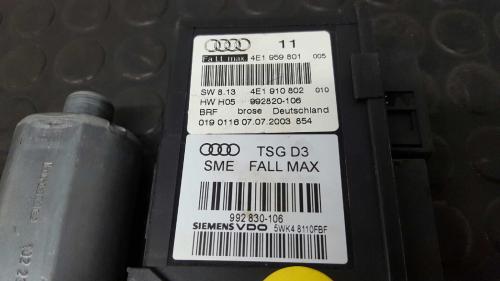 11
Fall max. 4E1 959 801 005
SW 8.13 4E1 910 802 010
HW H05 992820-106
BRF brose Deutschland
019 0116 07.07.2003 854
TSG D3
SME FALL MAX
992 830-106
SIEMENS VDO 5WK4 8110FBF